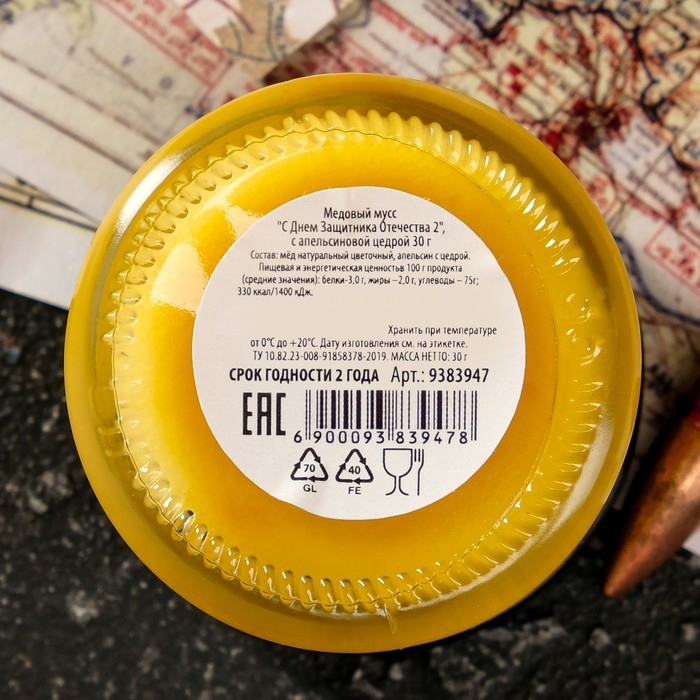 Медовый мусс
"С Днем Защитника Отечества 2",
с апельсиновой цедрой 30 г
Состав: мёд натуральный цветочный, апельсин с цедрой.
Пищевая и энергетическая ценностьв 100 г продукта
(средние значения): белки-3,0 г, жиры –2,0 г, углеводы – 75г;
330 ккал/1400 кДж.
Хранить при температуре
от 0°С до +20°С. Дату изготовления см. на этикетке.
ТУ 10.82.23-008-91858378-2019. МАССА НЕТТО: 30 г
СРОК ГОДНОСТИ 2 ГОДА Арт.: 9383947
EAC
6 900093 839478
70 40
GL FE